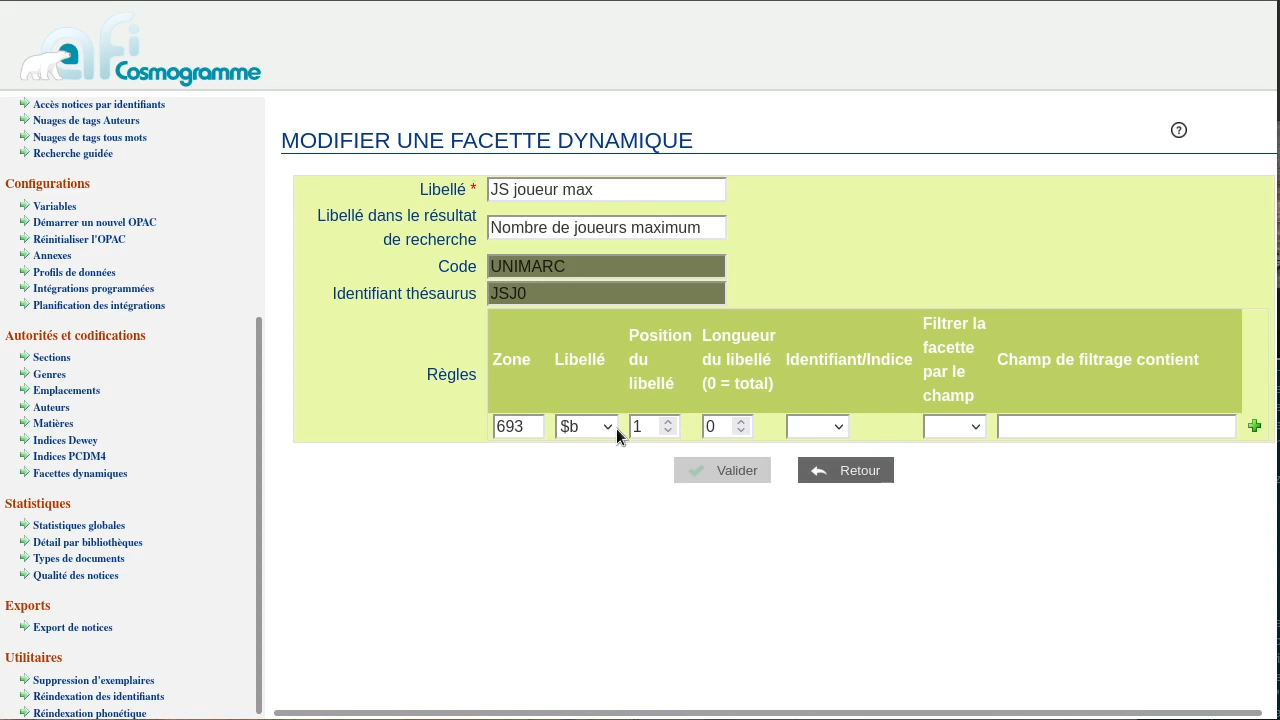 afi
Cosmogramme
Accès notices par identifiants
Nuages de tags Auteurs
Nuages de tags tous mots
Recherche guidée
Configurations
Variables
Démarrer un nouvel OPAC
Réinitialiser l'OPAC
Annexes
Profils de données
Intégrations programmées
Planification des intégrations
Autorités et codifications
Sections
Genres
Emplacements
Auteurs
Matières
Indices Dewey
Indices PCDM4
Facettes dynamiques
Statistiques
Statistiques globales
Détail par bibliothèques
Types de documents
Qualité des notices
Exports
Export de notices
Utilitaires
Suppression d'exemplaires
Réindexation des identifiants
Réindexation phonétique
MODIFIER UNE FACETTE DYNAMIQUE
?
Libellé * JS joueur max
Libellé dans le résultat
de recherche
Nombre de joueurs maximum
Code UNIMARC
Identifiant thésaurus JSJ0
Règles
Zone
Libellé
Position
du
libellé
Longueur
du libellé
(0 = total)
Identifiant/Indice
Filtrer la
facette
par le
champ
Champ de filtrage contient
693 $b 1 0
Valider Retour